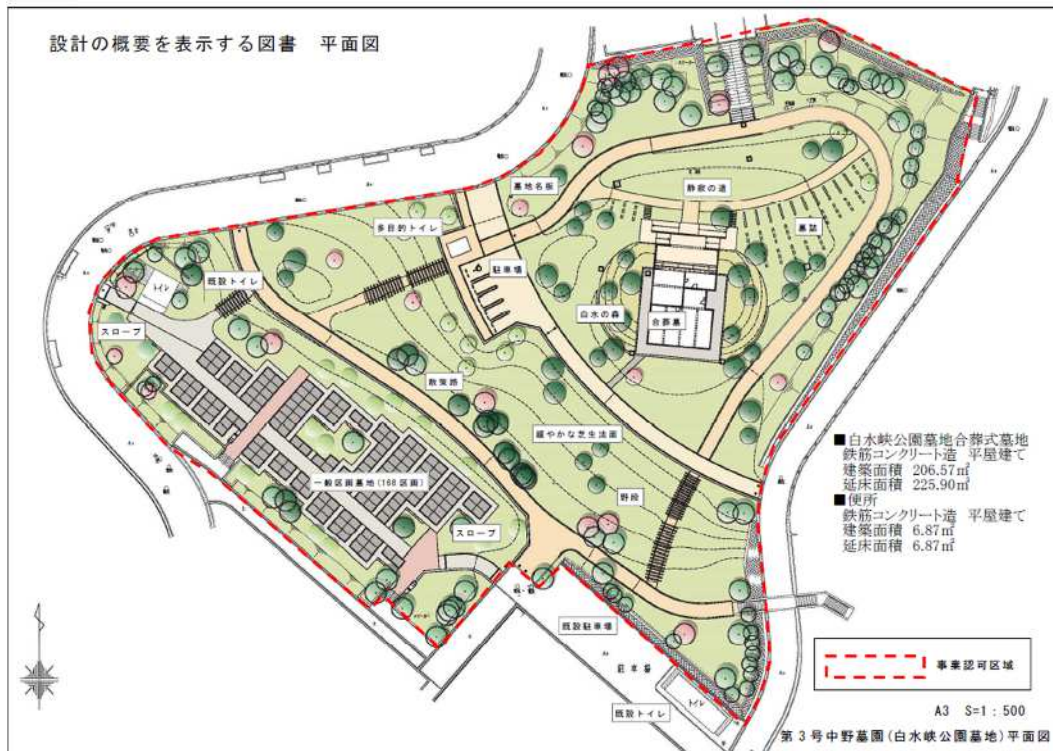 設計の概要を表示する図書　平面図
墓地名板
静寂の道
多目的トイレ
墓誌
駐車場
既設トイレ
トイレ
白水の森
合葬墓
スロープ
散策路
緩やかな芝生法面
一般区画墓地(168区画)
野段
スロープ
■白水峡公園墓地合葬式墓地
鉄筋コンクリート造 平屋建て
建築面積 206.57㎡
延床面積 225.90㎡
■便所
鉄筋コンクリート造 平屋建て
建築面積 6.87㎡
延床面積 6.87㎡
既設駐車場
駐車場
トイレ
既設トイレ
事業認可区域
A3 S=1：500
第3号中野墓園(白水峡公園墓地)平面図